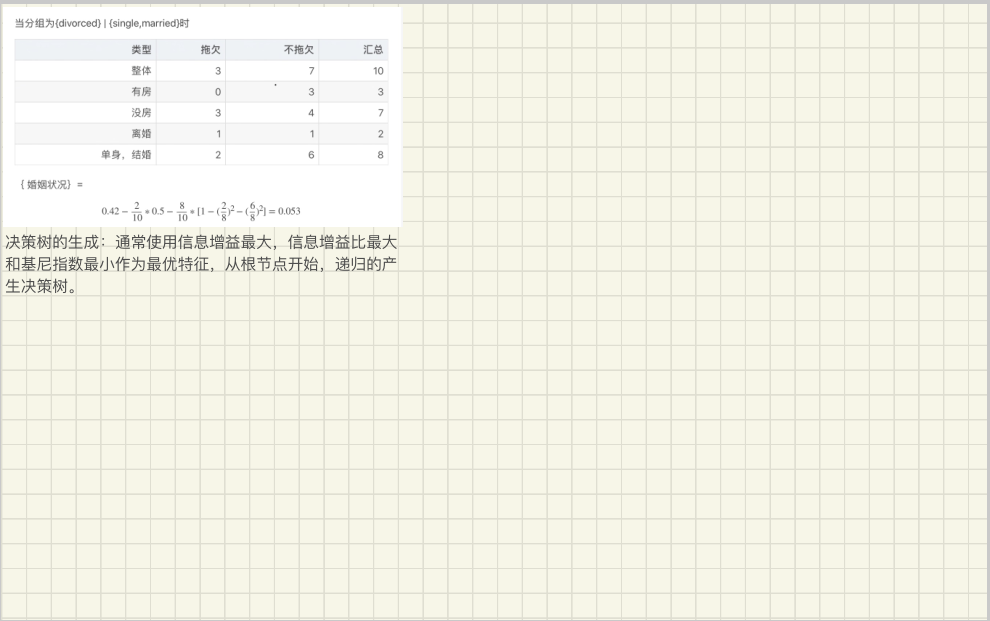 当分组为{divorced} | {single,married}时
类型 拖欠 不拖欠 汇总
整体 3 7 10
有房 0 3 3
没房 3 4 7
离婚 1 1 2
单身，结婚 2 6 8
{ 婚姻状况} =
0.42 − 2/10 * 0.5 − 8/10 * [1 − (2/8)² − (6/8)²] = 0.053
决策树的生成：通常使用信息增益最大，信息增益比最大
和基尼指数最小作为最优特征，从根节点开始，递归的产
生决策树。